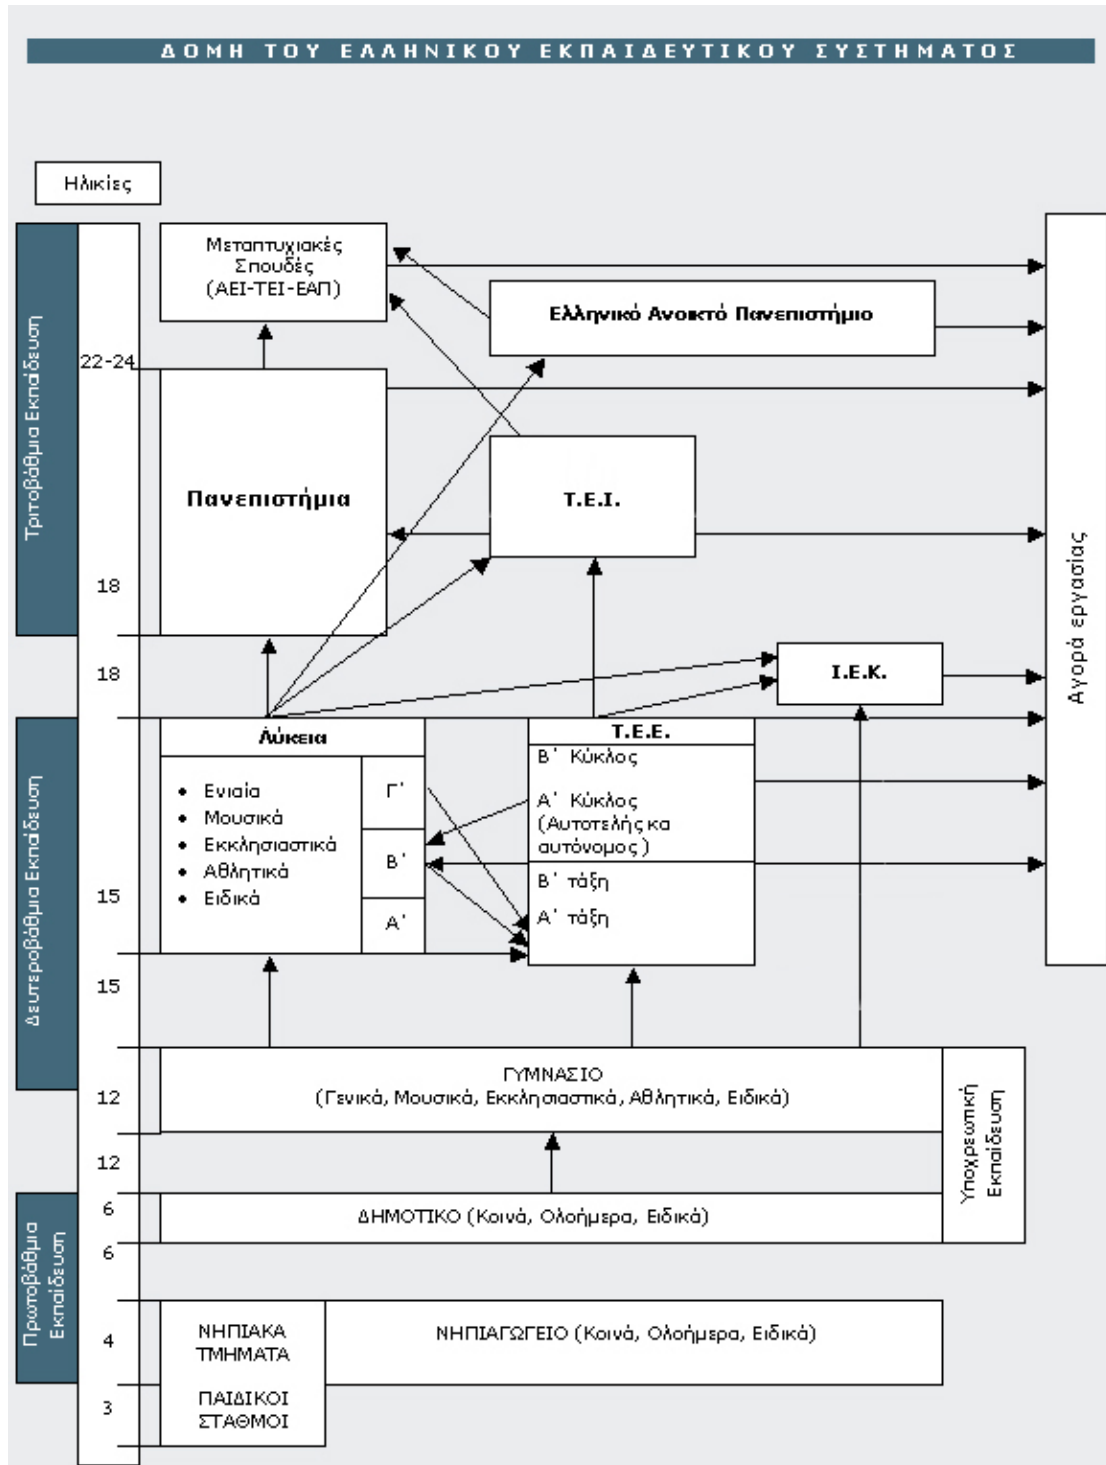 ΔΟΜΗ ΤΟΥ ΕΛΛΗΝΙΚΟΥ ΕΚΠΑΙΔΕΥΤΙΚΟΥ ΣΥΣΤΗΜΑΤΟΣ
Ηλικίες
Τριτοβάθμια Εκπάδευση
22-24
18
18
Μεταπτυχιακές
Σπουδές
(ΑΕΙ-ΤΕΙ-ΕΑΠ)
Ελληνικό Ανοικτό Πανεπιστήμιο
Πανεπιστήμια
Τ.Ε.Ι.
Ι.Ε.Κ.
Αγορά εργασίας
Δευτεροβάθμια Εκπάδευση
15
15
12
12
Λύκεια
• Ενιαία
• Μουσικά
• Εκκλησιαστικά
• Αθλητικά
• Ειδικά
Γ΄
Β΄
Α΄
Τ.Ε.Ε.
Β΄ Κύκλος
Α΄ Κύκλος
(Αυτοτελής κα
αυτόνομος)
Β΄ τάξη
Α΄ τάξη
ΓΥΜΝΑΣΙΟ
(Γενικά, Μουσικά, Εκκλησιαστικά, Αθλητικά, Ειδικά)
Υποχρεωτική
Εκπαίδευση
Πρωτοβάθμια
Εκπαίδευση
6
6
4
3
ΔΗΜΟΤΙΚΟ (Κοινά, Ολοήμερα, Ειδικά)
ΝΗΠΙΑΚΑ
ΤΜΗΜΑΤΑ
ΝΗΠΙΑΓΩΓΕΙΟ (Κοινά, Ολοήμερα, Ειδικά)
ΠΑΙΔΙΚΟΙ
ΣΤΑΘΜΟΙ